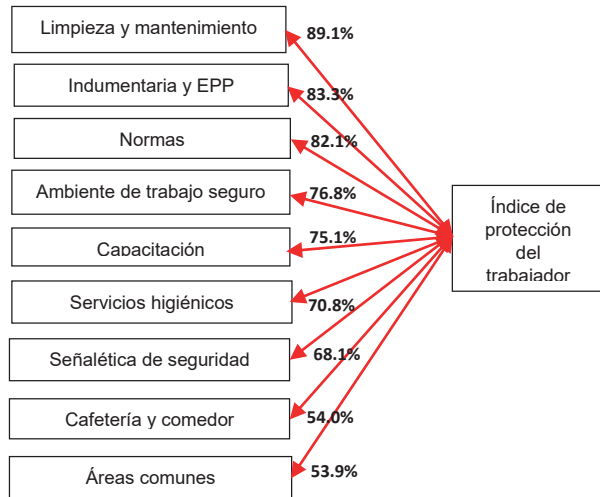 Limpieza y mantenimiento
89.1%
Indumentaria y EPP
83.3%
Normas
82.1%
Ambiente de trabajo seguro
76.8%
Capacitación
75.1%
Servicios higiénicos
70.8%
Señalética de seguridad
68.1%
Cafetería y comedor
54.0%
Áreas comunes
53.9%
Índice de
protección
del
trabajador